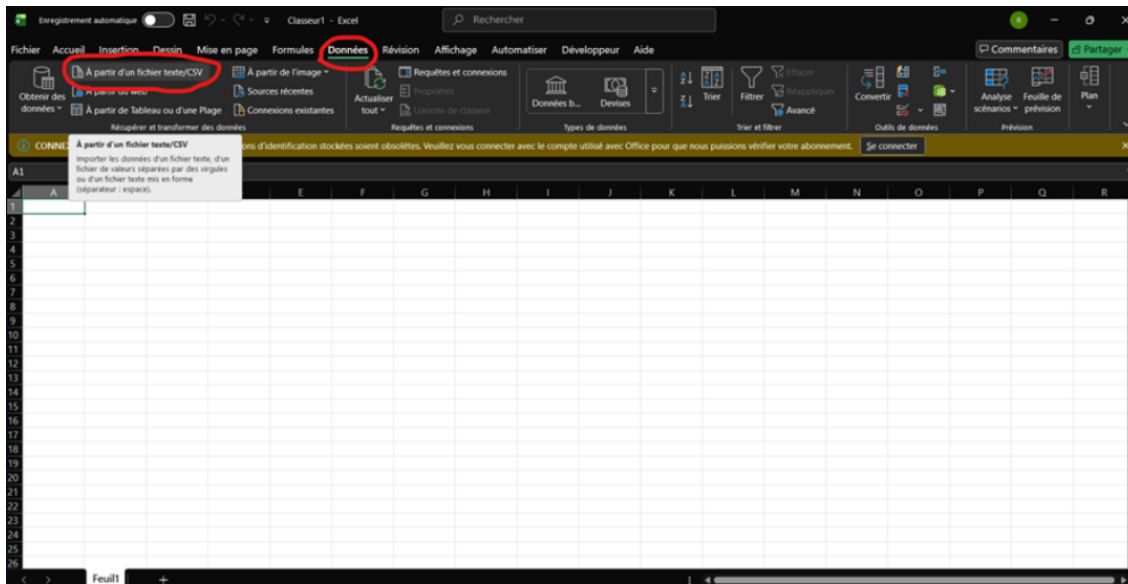 Enregistrement automatique Classeur1 - Excel Rechercher R
Fichier Accueil Insertion Dessin Mise en page Formules Données Révision Affichage Automatiser Développeur Aide Commentaires Partager
Obtenir des données
À partir d'un fichier texte/CSV
À partir du web
À partir de Tableau ou d'une Plage
À partir de l'image
Sources récentes
Connexions existantes
Récupérer et transformer des données
Actualiser tout
Requêtes et connexions
Propriétés
Liaisons de classeur
Requêtes et connexions
Données b... Devises
Types de données
Trier
Filtrer
Effacer
Réappliquer
Avancé
Trier et filtrer
Convertir
Outils de données
Analyse scénarios
Feuille de prévision
Prévision
Plan
CONNE
ons d'identification stockées soient obsolètes. Veuillez vous connecter avec le compte utilisé avec Office pour que nous puissions vérifier votre abonnement. Se connecter
À partir d'un fichier texte/CSV
Importer les données d'un fichier texte, d'un
fichier de valeurs séparées par des virgules
ou d'un fichier texte mis en forme
(séparateur : espace).
A1
A E F G H I J K L M N O P Q R
1
2
3
4
5
6
7
8
9
10
11
12
13
14
15
16
17
18
19
20
21
22
23
24
25
26
Feuil1